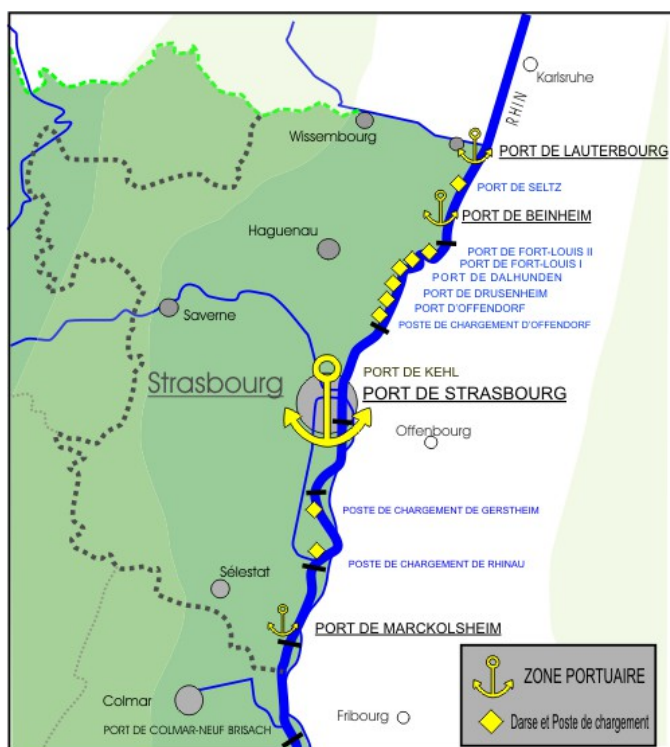 Karlsruhe
RHIN
Wissembourg
PORT DE LAUTERBOURG
PORT DE SELTZ
PORT DE BEINHEIM
Haguenau
PORT DE FORT-LOUIS II
PORT DE FORT-LOUIS I
PORT DE DALHUNDEN
PORT DE DRUSENHEIM
PORT D'OFFENDORF
Saverne
POSTE DE CHARGEMENT D'OFFENDORF
PORT DE KEHL
Strasbourg
PORT DE STRASBOURG
Offenbourg
POSTE DE CHARGEMENT DE GERSTHEIM
POSTE DE CHARGEMENT DE RHINAU
Sélestat
PORT DE MARCKOLSHEIM
ZONE PORTUAIRE
Colmar
Fribourg
Darse et Poste de chargement
PORT DE COLMAR-NEUF BRISACH